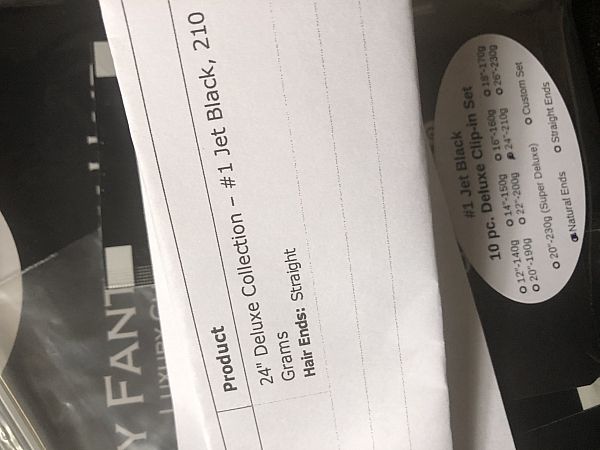 Product
24" Deluxe Collection – #1 Jet Black, 210
Grams
Hair Ends: Straight
#1 Jet Black
10 pc. Deluxe Clip-in Set
12"-140g 14"-150g 16"-160g 18"-170g
20"-190g 22"-200g 24"-210g 26"-230g
20"-230g (Super Deluxe) Custom Set
Natural Ends Straight Ends
Y FANT
LUXURY